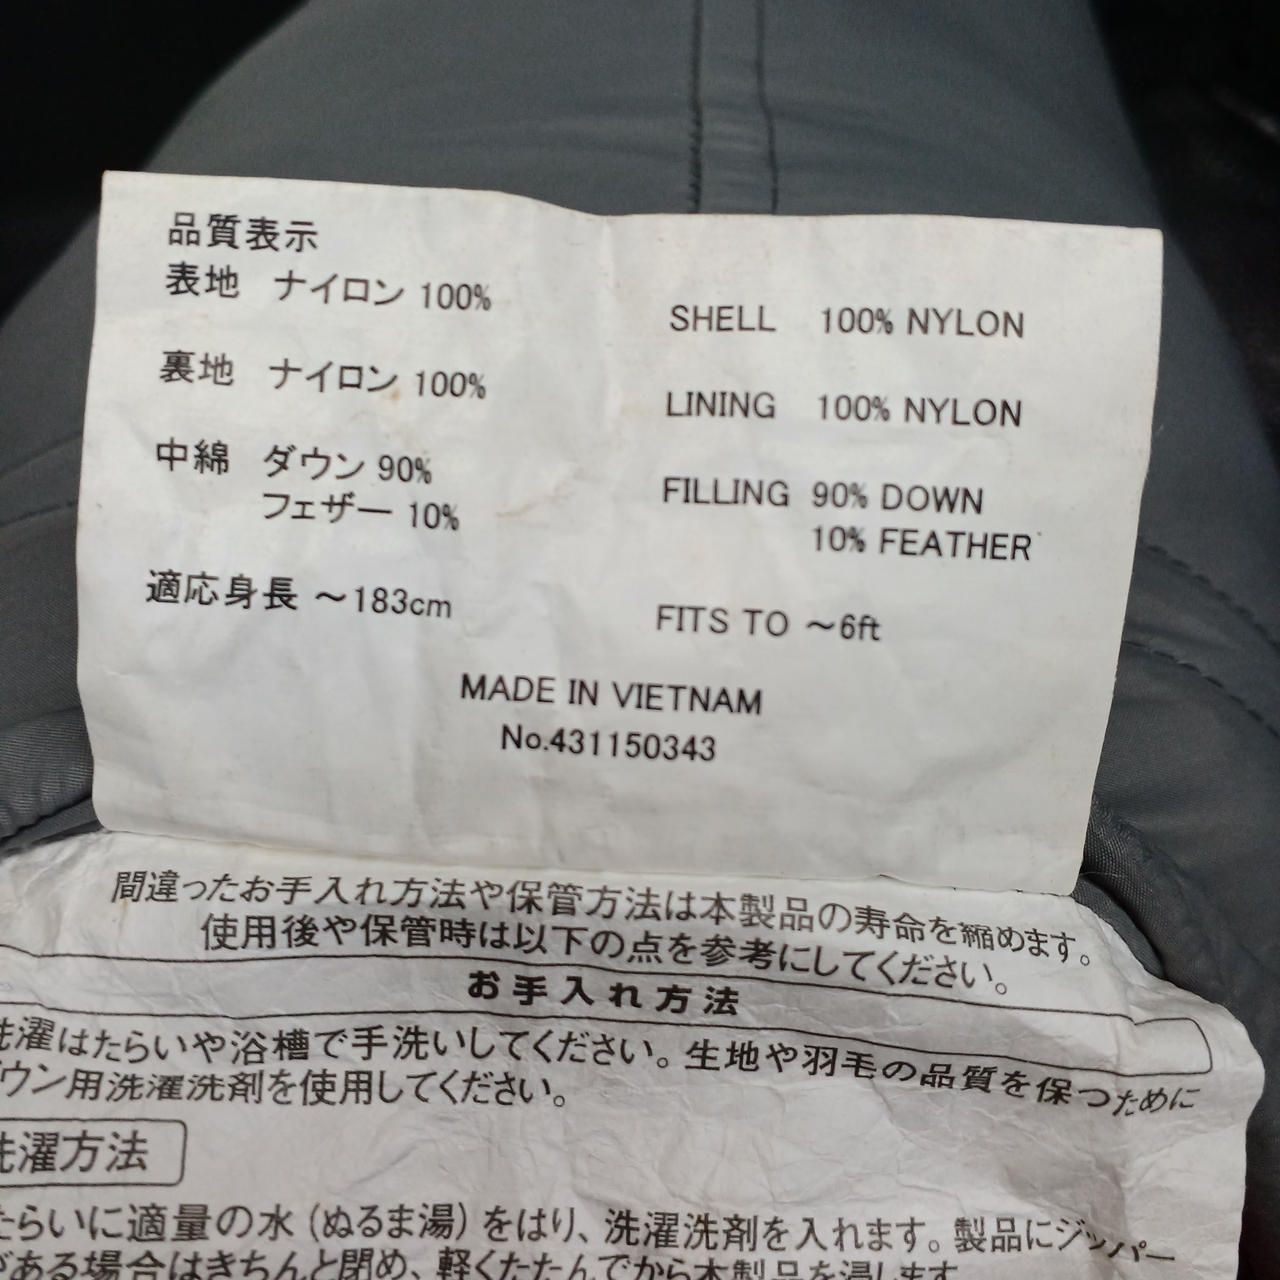 品質表示
表地 ナイロン 100%
SHELL 100% NYLON
裏地 ナイロン 100%
LINING 100% NYLON
中綿 ダウン 90%
フェザー 10%
FILLING 90% DOWN
10% FEATHER
適応身長 ～183cm
FITS TO ～6ft
MADE IN VIETNAM
No.431150343
間違ったお手入れ方法や保管方法は本製品の寿命を縮めます。
使用後や保管時は以下の点を参考にしてください。
お手入れ方法
洗濯はたらいや浴槽で手洗いしてください。生地や羽毛の品質を保つために
ダウン用洗濯洗剤を使用してください。
洗濯方法
たらいに適量の水(ぬるま湯)をはり、洗濯洗剤を入れます。製品にジッパー
がある場合はきちんと閉め、軽くたたんでから本製品を浸します。